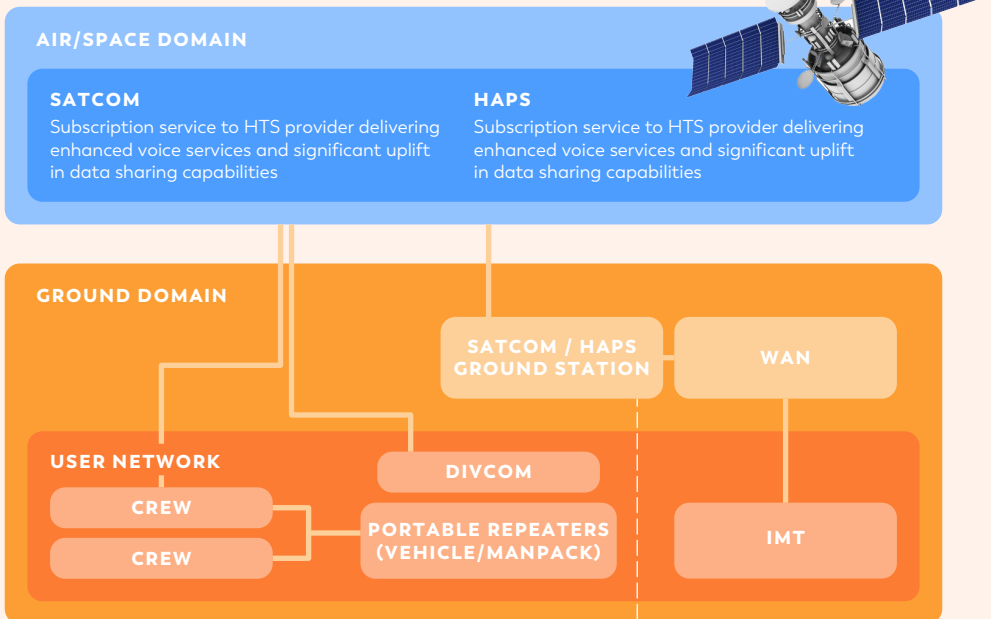 AIR/SPACE DOMAIN
SATCOM
Subscription service to HTS provider delivering
enhanced voice services and significant uplift
in data sharing capabilities
HAPS
Subscription service to HTS provider delivering
enhanced voice services and significant uplift
in data sharing capabilities
GROUND DOMAIN
SATCOM / HAPS
GROUND STATION
WAN
USER NETWORK
CREW
CREW
DIVCOM
PORTABLE REPEATERS
(VEHICLE/MANPACK)
IMT